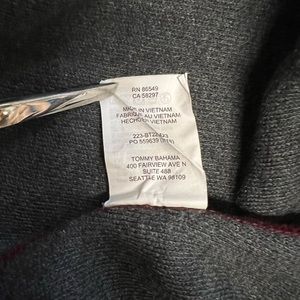 RN 86549
CA 58297
MADE IN VIETNAM
FABRIQUÉ AU VIETNAM
HECHO EN VIETNAM
PO 559639
TOMMY BAHAMA
400 FAIRVIEW AVE N
SUITE 488
SEATTLE WA 98109